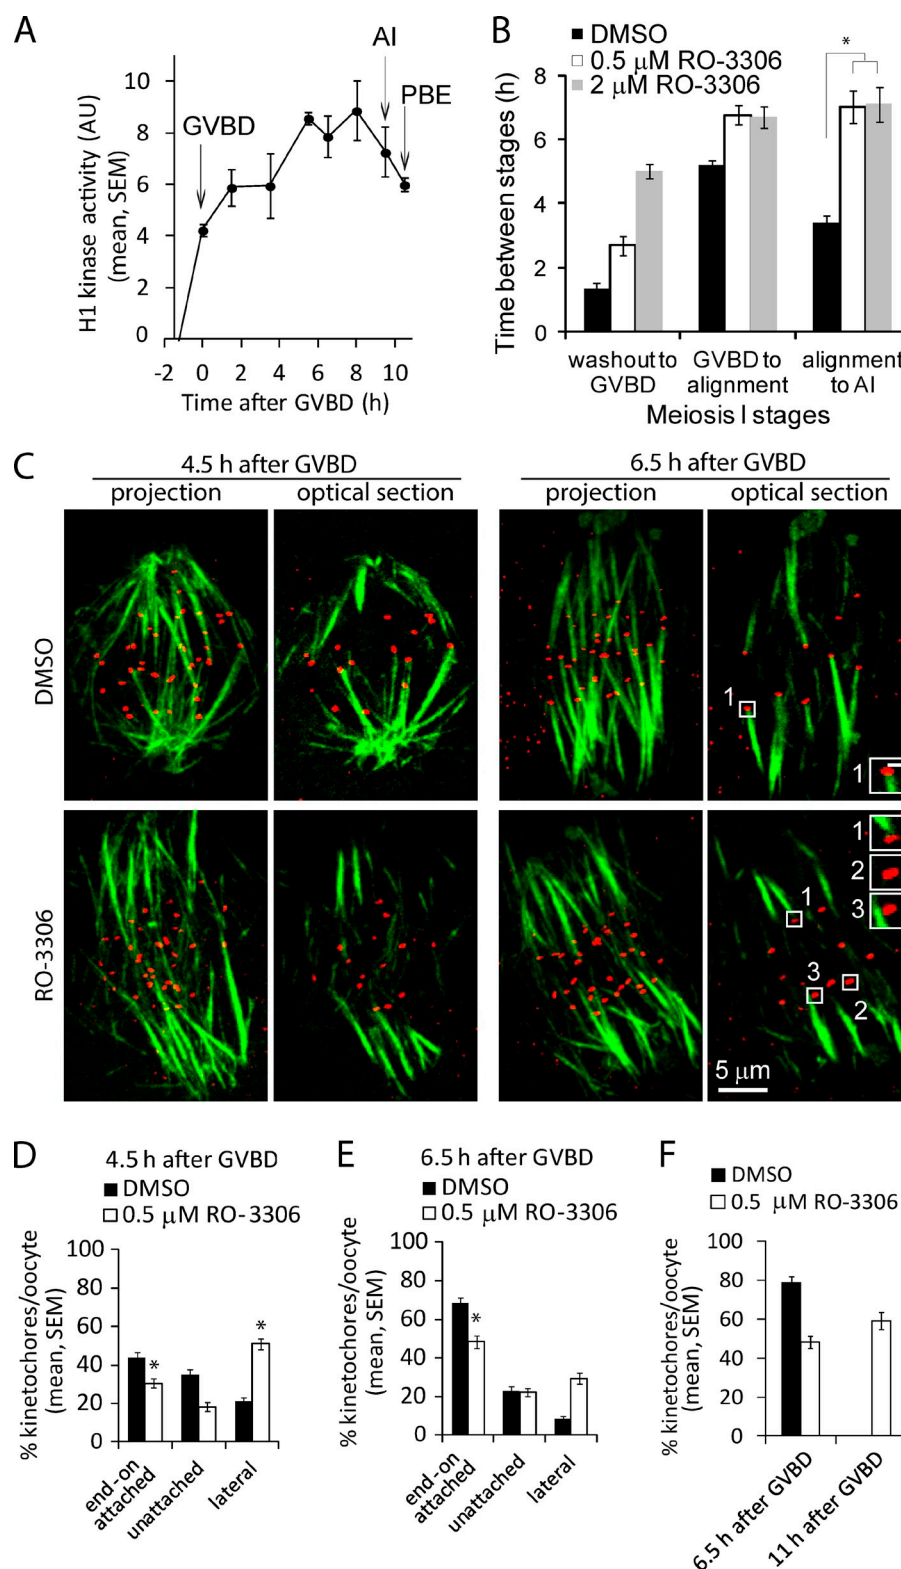 A
H1 kinase activity (AU)
(mean, SEM)
10
8
6
4
2
0
-2 0 2 4 6 8 10
Time after GVBD (h)
GVBD
AI
PBE
B
DMSO
0.5 μM RO-3306
2 μM RO-3306
*
Time between stages (h)
8
6
4
2
0
washout to
GVBD
GVBD to
alignment
alignment
to AI
Meiosis I stages
C
4.5 h after GVBD
6.5 h after GVBD
projection
optical section
projection
optical section
DMSO
1
1
RO-3306
1
2
3
1
3
2
5 μm
D
4.5 h after GVBD
DMSO
0.5 μM RO-3306
% kinetochores/oocyte
(mean, SEM)
100
80
60
40
20
0
*
*
end-on
attached
unattached
lateral
E
6.5 h after GVBD
DMSO
0.5 μM RO-3306
% kinetochores/oocyte
(mean, SEM)
100
80
60
40
20
0
*
end-on
attached
unattached
lateral
F
DMSO
0.5 μM RO-3306
% kinetochores/oocyte
(mean, SEM)
100
80
60
40
20
0
6.5 h after GVBD
11 h after GVBD